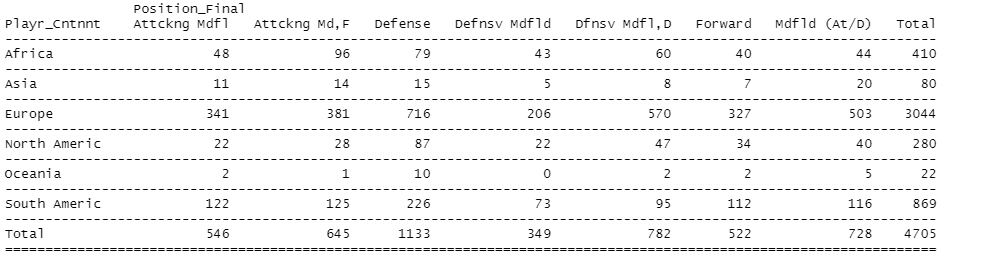 Position_Final
Playr_Cntnnt Attckng Mdfl Attckng Md,F Defense Defnsv Mdfld Dfnsv Mdfl,D Forward Mdfld (At/D) Total
Africa 48 96 79 43 60 40 44 410
Asia 11 14 15 5 8 7 20 80
Europe 341 381 716 206 570 327 503 3044
North Americ 22 28 87 22 47 34 40 280
Oceania 2 1 10 0 2 2 5 22
South Americ 122 125 226 73 95 112 116 869
Total 546 645 1133 349 782 522 728 4705